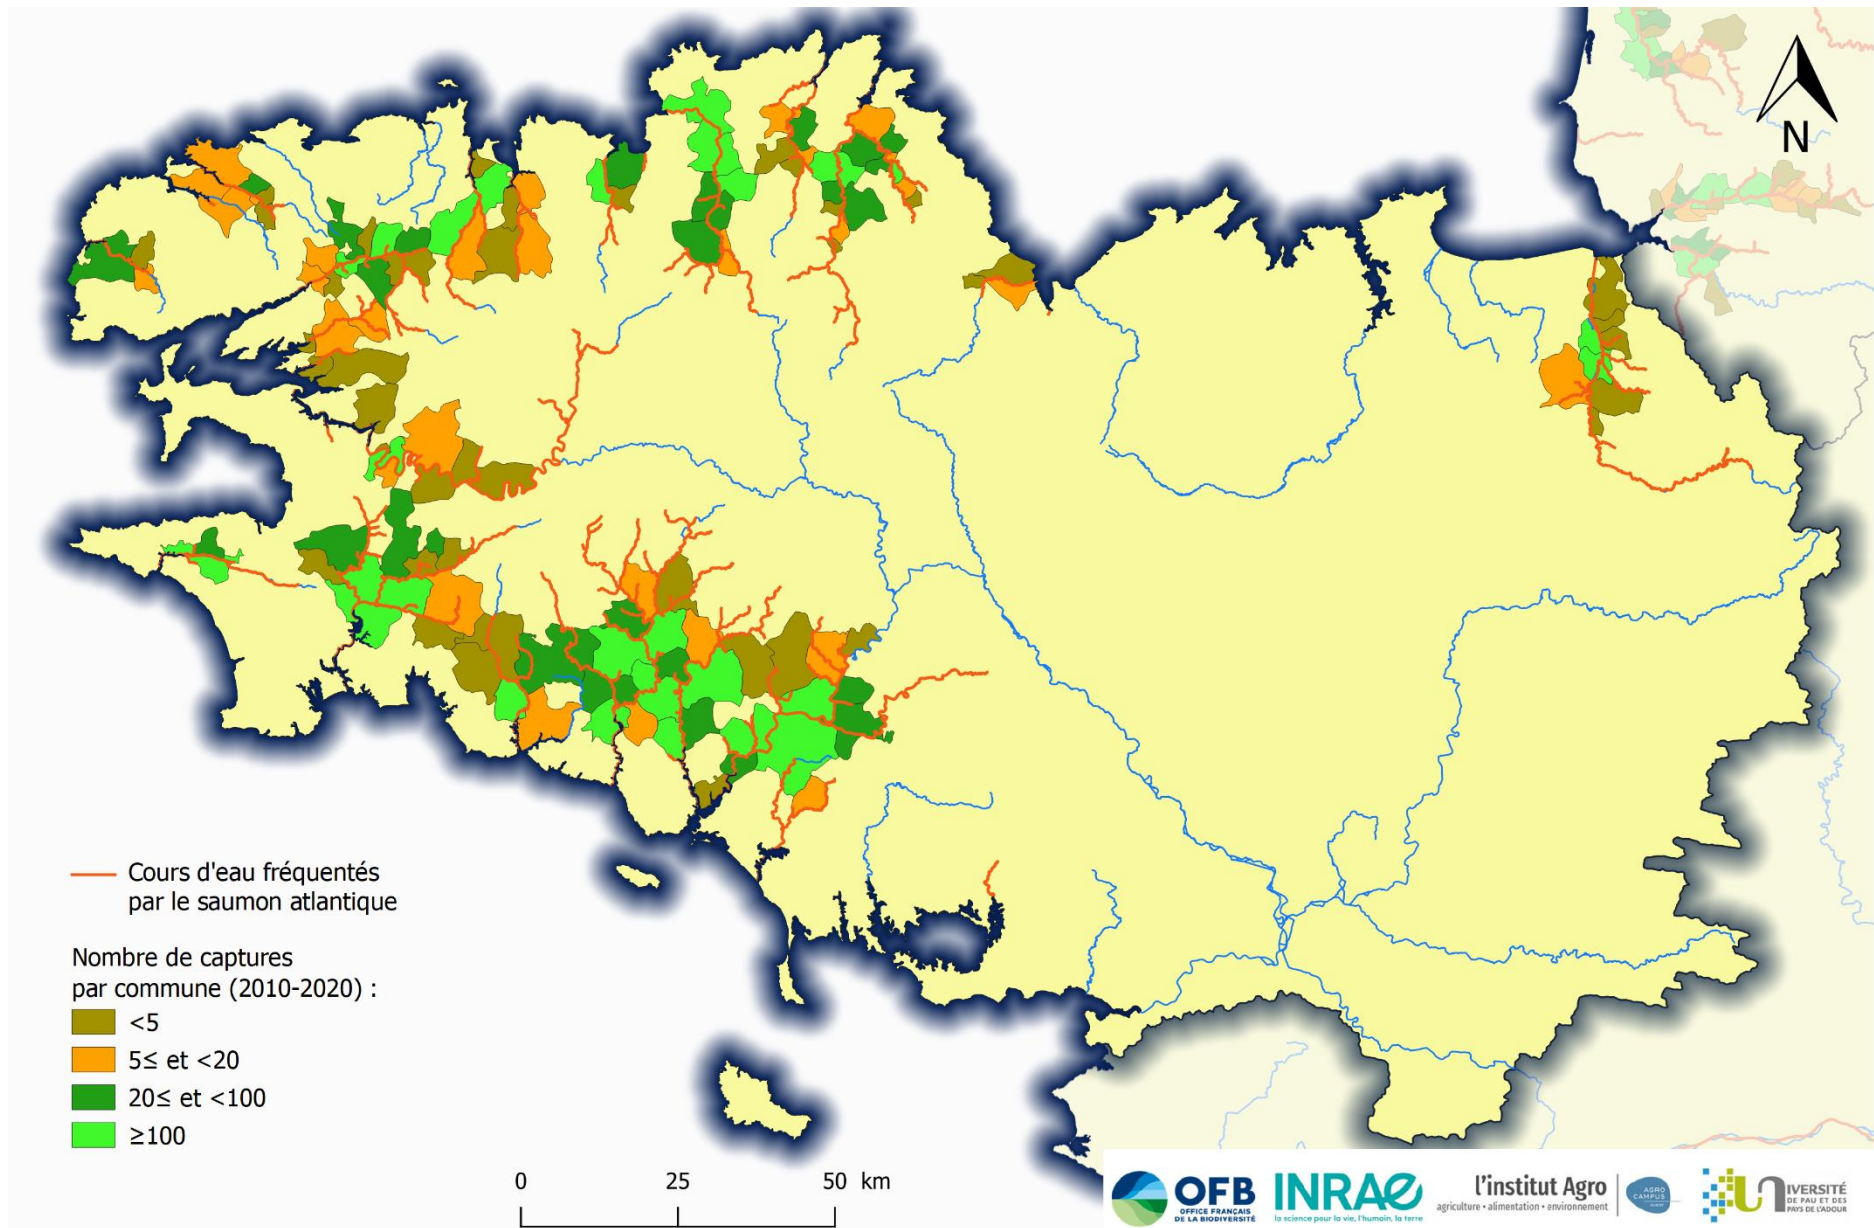 N
Cours d'eau fréquentés
par le saumon atlantique
Nombre de captures
par commune (2010-2020) :
<5
5≤ et <20
20≤ et <100
≥100
0 25 50 km
OFB
OFFICE FRANÇAIS
DE LA BIODIVERSITÉ
INRAE
la science pour la vie, l'humain, la terre
l'institut Agro
agriculture • alimentation • environnement
AGRO
CAMPUS
OUEST
UNIVERSITÉ
DE PAU ET DES
PAYS DE L'ADOUR